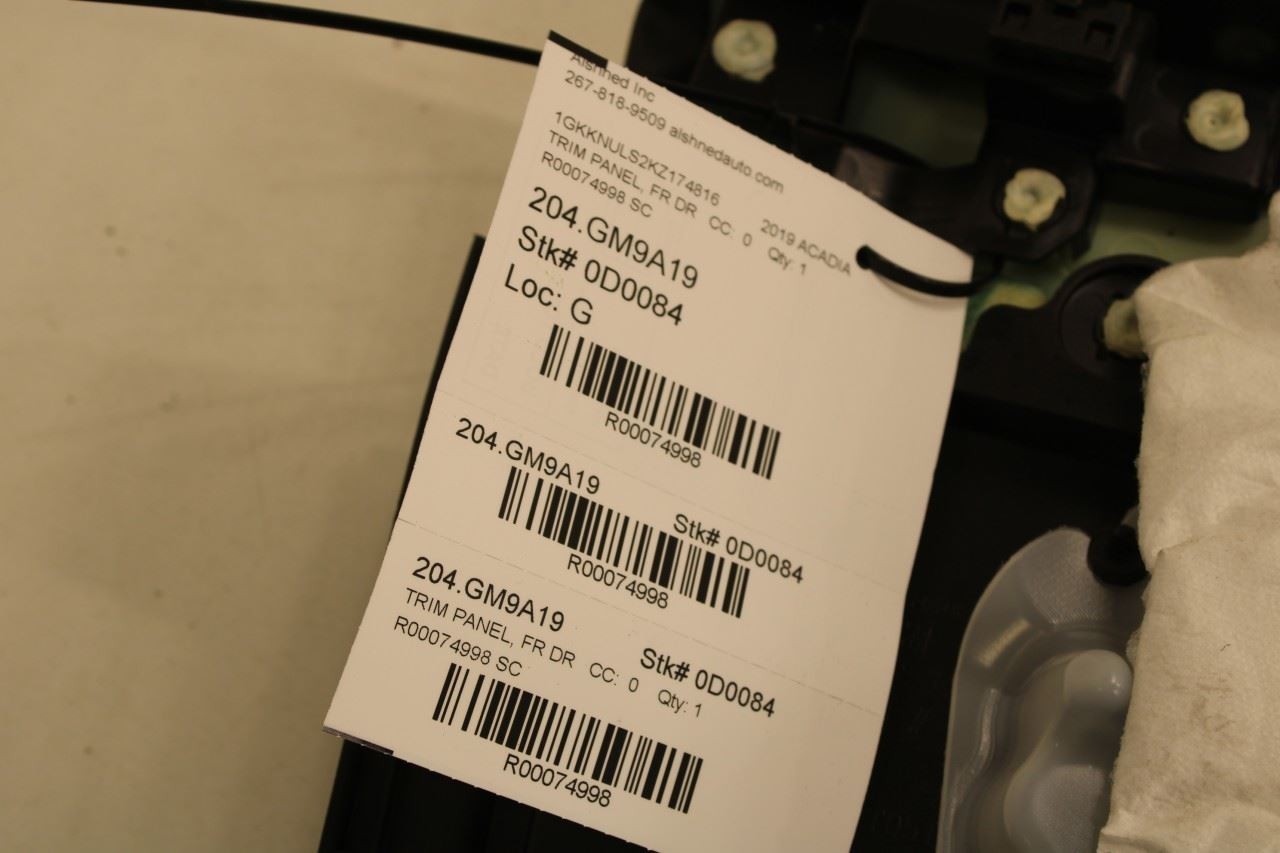 Alshned Inc
267-818-9509 alshnedauto.com
1GKKNULS2KZ174816 2019 ACADIA
TRIM PANEL, FR DR CC: 0 Qty: 1
R00074998 SC
204.GM9A19
Stk# 0D0084
Loc: G
R00074998
204.GM9A19 Stk# 0D0084
R00074998
204.GM9A19 Stk# 0D0084
TRIM PANEL, FR DR CC: 0 Qty: 1
R00074998 SC
R00074998